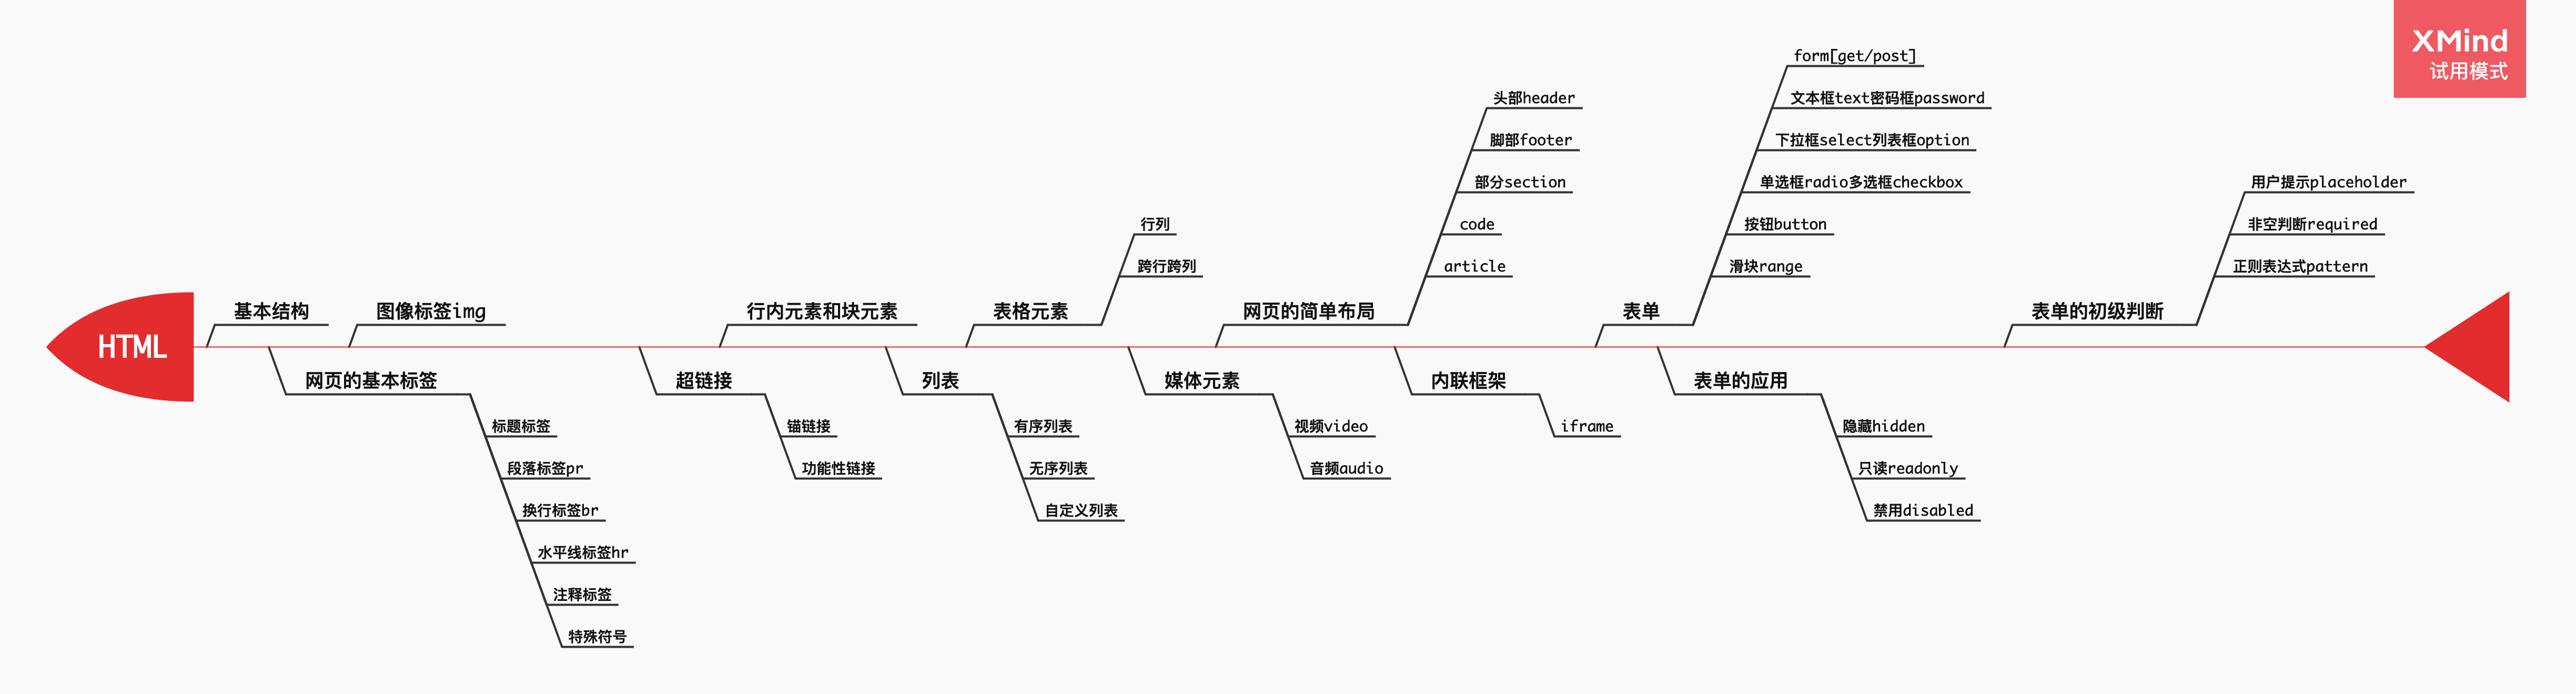 XMind
试用模式
HTML
基本结构
网页的基本标签
标题标签
段落标签pr
换行标签br
水平线标签hr
注释标签
特殊符号
图像标签img
超链接
锚链接
功能性链接
行内元素和块元素
列表
有序列表
无序列表
自定义列表
表格元素
行列
跨行跨列
媒体元素
视频video
音频audio
网页的简单布局
头部header
脚部footer
部分section
code
article
内联框架
iframe
表单
form[get/post]
文本框text密码框password
下拉框select列表框option
单选框radio多选框checkbox
按钮button
滑块range
表单的应用
隐藏hidden
只读readonly
禁用disabled
表单的初级判断
用户提示placeholder
非空判断required
正则表达式pattern